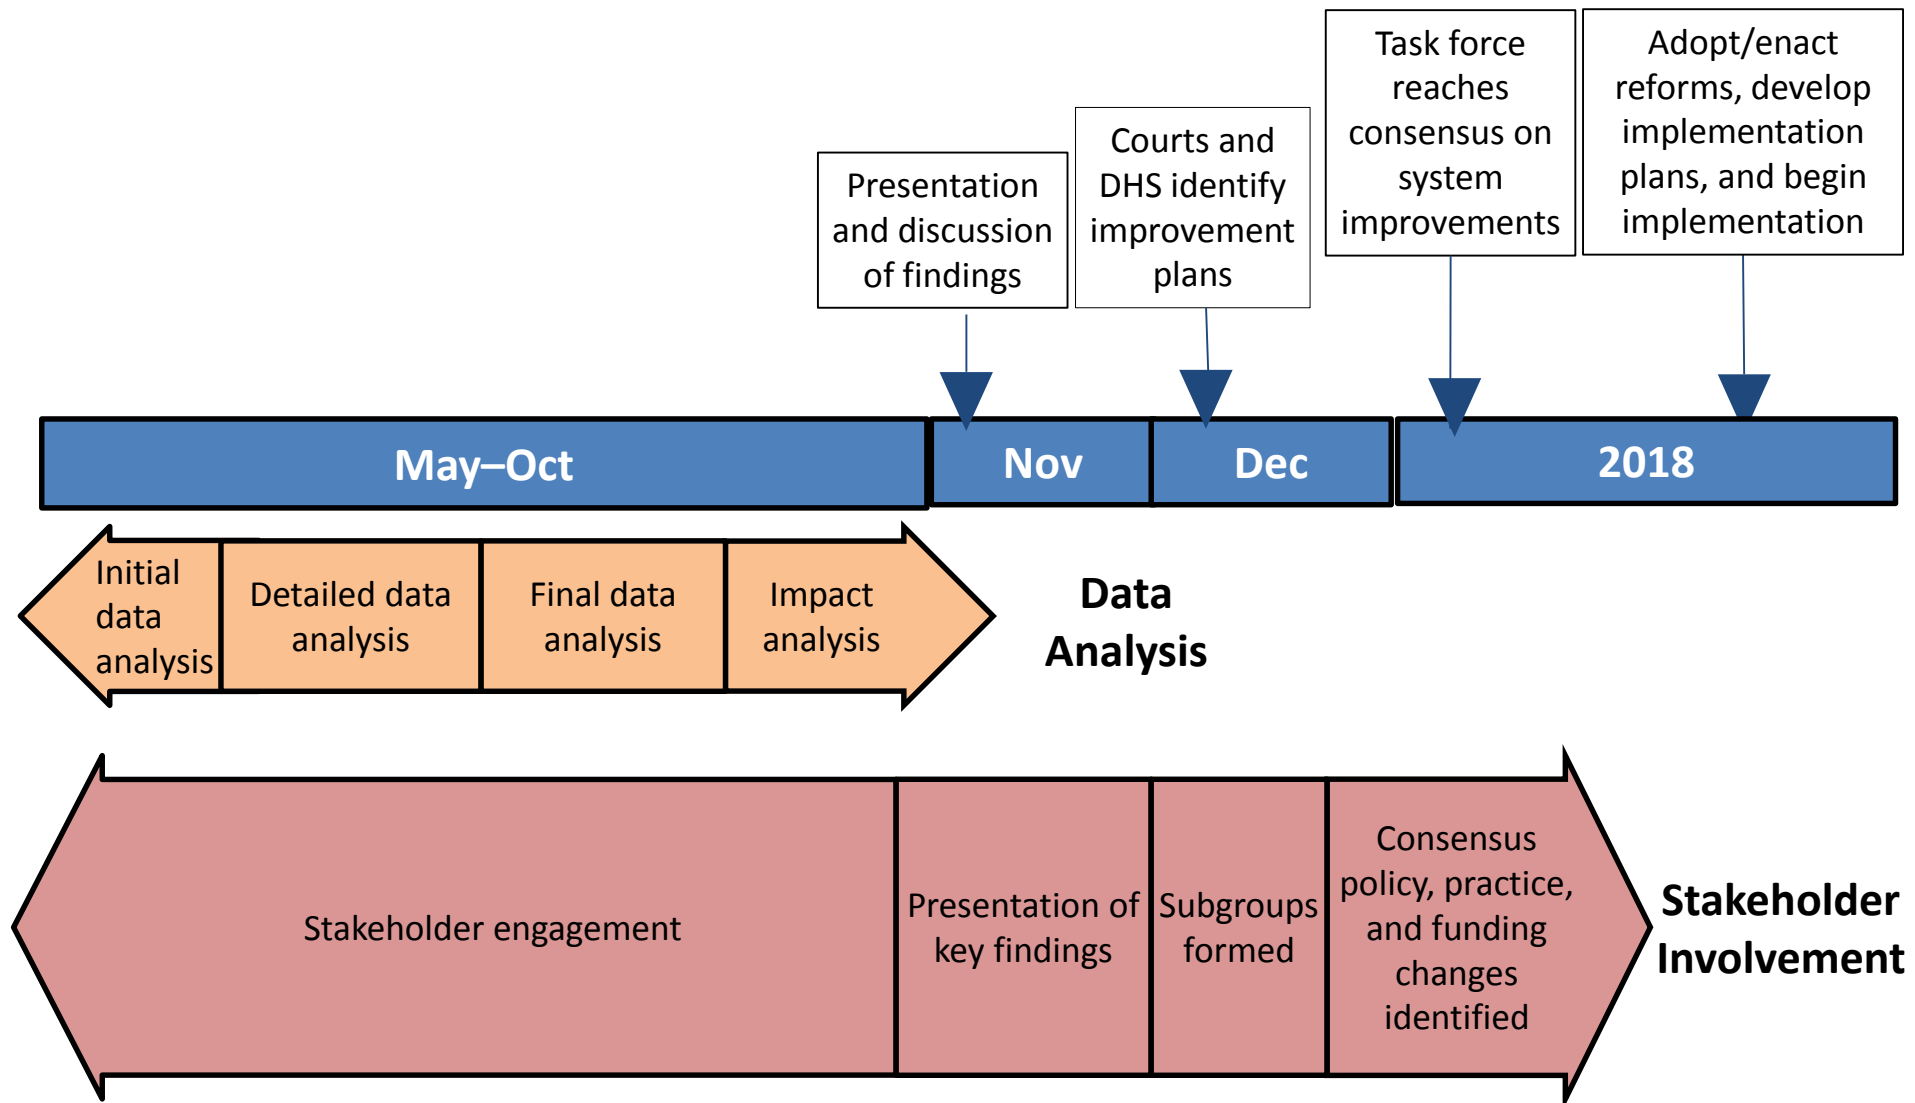 Presentation
and discussion
of findings
Courts and
DHS identify
improvement
plans
Task force
reaches
consensus on
system
improvements
Adopt/enact
reforms, develop
implementation
plans, and begin
implementation
May–Oct
Nov
Dec
2018
Initial
data
analysis
Detailed data
analysis
Final data
analysis
Impact
analysis
Data
Analysis
Stakeholder engagement
Presentation of
key findings
Subgroups
formed
Consensus
policy, practice,
and funding
changes
identified
Stakeholder
Involvement